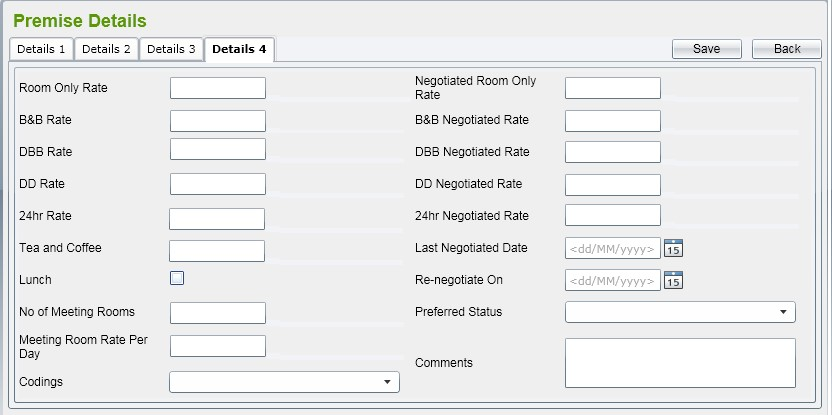 Premise Details
Details 1
Details 2
Details 3
Details 4
Save
Back
Room Only Rate
Negotiated Room Only
Rate
B&B Rate
B&B Negotiated Rate
DBB Rate
DBB Negotiated Rate
DD Rate
DD Negotiated Rate
24hr Rate
24hr Negotiated Rate
Tea and Coffee
Last Negotiated Date
<dd/MM/yyyy>
15
Lunch
Re-negotiate On
<dd/MM/yyyy>
15
No of Meeting Rooms
Preferred Status
Meeting Room Rate Per
Day
Comments
Codings